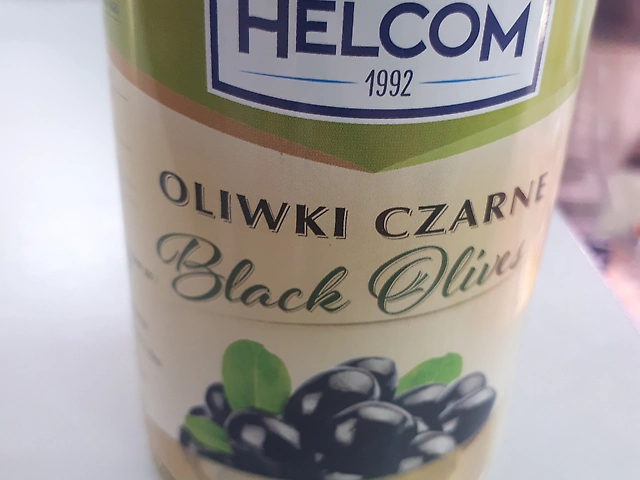 HELCOM
1992
OLIWKI CZARNE
Black Olives